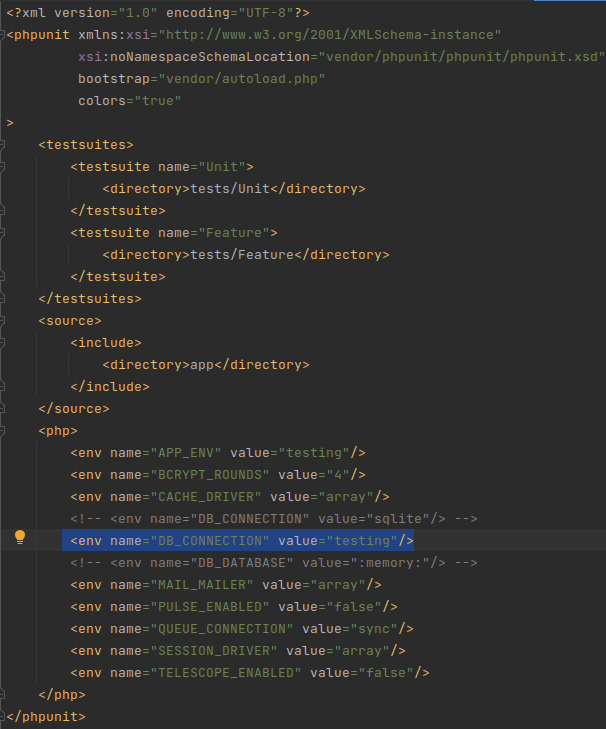 <?xml version="1.0" encoding="UTF-8"?>
<phpunit xmlns:xsi="http://www.w3.org/2001/XMLSchema-instance"
         xsi:noNamespaceSchemaLocation="vendor/phpunit/phpunit/phpunit.xsd"
         bootstrap="vendor/autoload.php"
         colors="true"
>
    <testsuites>
        <testsuite name="Unit">
            <directory>tests/Unit</directory>
        </testsuite>
        <testsuite name="Feature">
            <directory>tests/Feature</directory>
        </testsuite>
    </testsuites>
    <source>
        <include>
            <directory>app</directory>
        </include>
    </source>
    <php>
        <env name="APP_ENV" value="testing"/>
        <env name="BCRYPT_ROUNDS" value="4"/>
        <env name="CACHE_DRIVER" value="array"/>
        <!-- <env name="DB_CONNECTION" value="sqlite"/> -->
        <env name="DB_CONNECTION" value="testing"/>
        <!-- <env name="DB_DATABASE" value=":memory:"/> -->
        <env name="MAIL_MAILER" value="array"/>
        <env name="PULSE_ENABLED" value="false"/>
        <env name="QUEUE_CONNECTION" value="sync"/>
        <env name="SESSION_DRIVER" value="array"/>
        <env name="TELESCOPE_ENABLED" value="false"/>
    </php>
</phpunit>